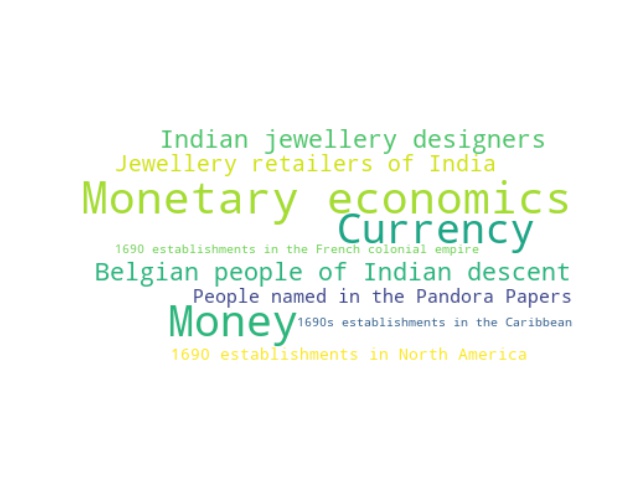 Indian jewellery designers
Jewellery retailers of India
Monetary economics
Currency
1690 establishments in the French colonial empire
Belgian people of Indian descent
People named in the Pandora Papers
Money
1690s establishments in the Caribbean
1690 establishments in North America